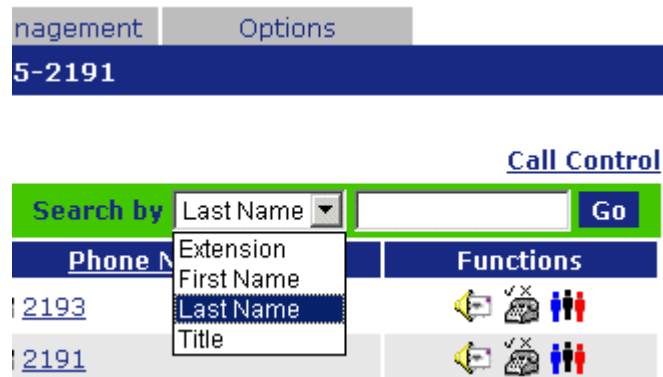 nagement Options
5-2191
Call Control
Search by Last Name Go
Phone N Functions
Extension
First Name
Last Name
Title
2193
2191